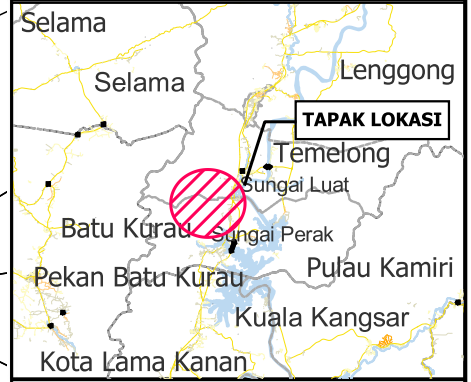 Selama
Selama
Lenggong
TAPAK LOKASI
Temelong
Sungai Luat
Batu Kurau
Sungai Perak
Pulau Kamiri
Pekan Batu Kurau
Kuala Kangsar
Kota Lama Kanan